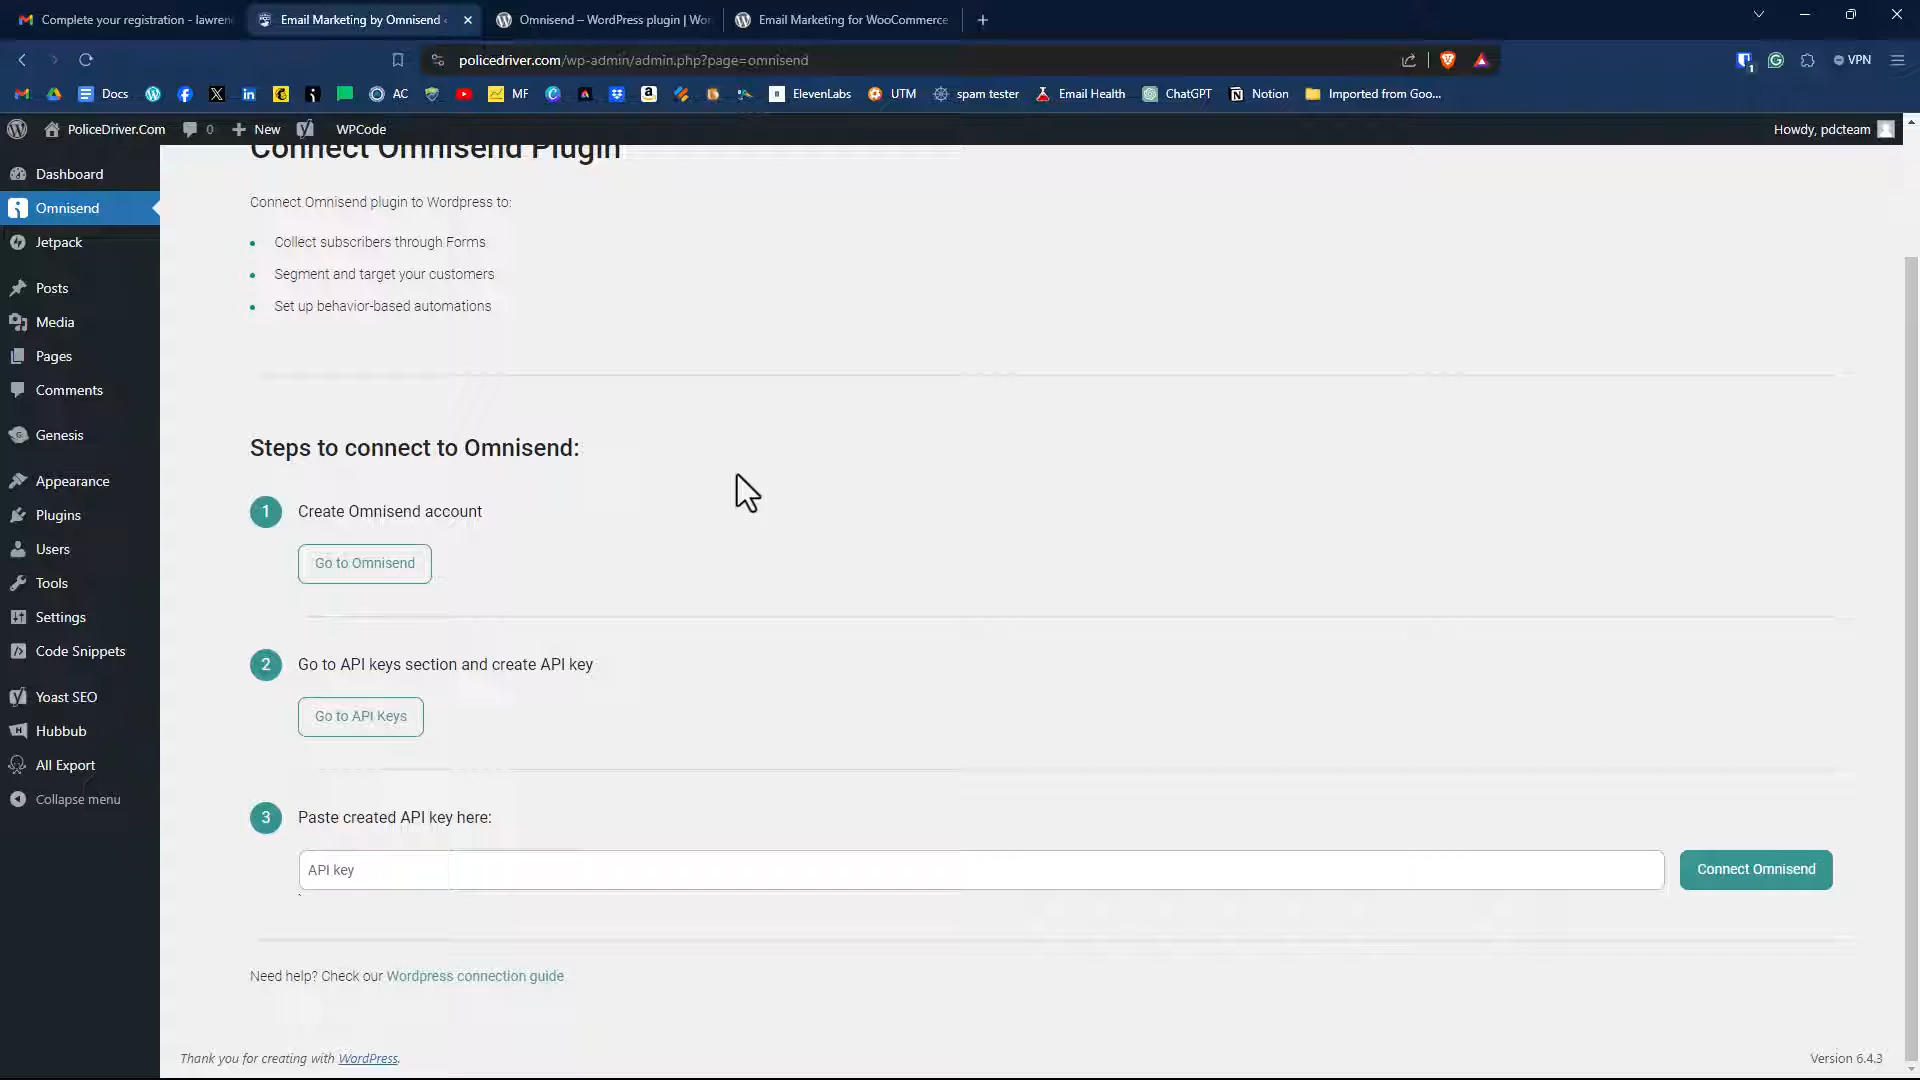 Complete your registration - lawren
Email Marketing by Omnisend
Omnisend – WordPress plugin | Wor
Email Marketing for WooCommerce
policedriver.com/wp-admin/admin.php?page=omnisend
1
VPN
Docs
AC
MF
ElevenLabs
UTM
spam tester
Email Health
ChatGPT
Notion
Imported from Goo...
PoliceDriver.Com
0
New
WPCode
Howdy, pdcteam
Dashboard
Omnisend
Jetpack
Posts
Media
Pages
Comments
Genesis
Appearance
Plugins
Users
Tools
Settings
Code Snippets
Yoast SEO
Hubbub
All Export
Collapse menu
Connect Omnisend Plugin
Connect Omnisend plugin to Wordpress to:
Collect subscribers through Forms
Segment and target your customers
Set up behavior-based automations
Steps to connect to Omnisend:
1 Create Omnisend account
Go to Omnisend
2 Go to API keys section and create API key
Go to API Keys
3 Paste created API key here:
API key
Connect Omnisend
Need help? Check our Wordpress connection guide
Thank you for creating with WordPress.
Version 6.4.3